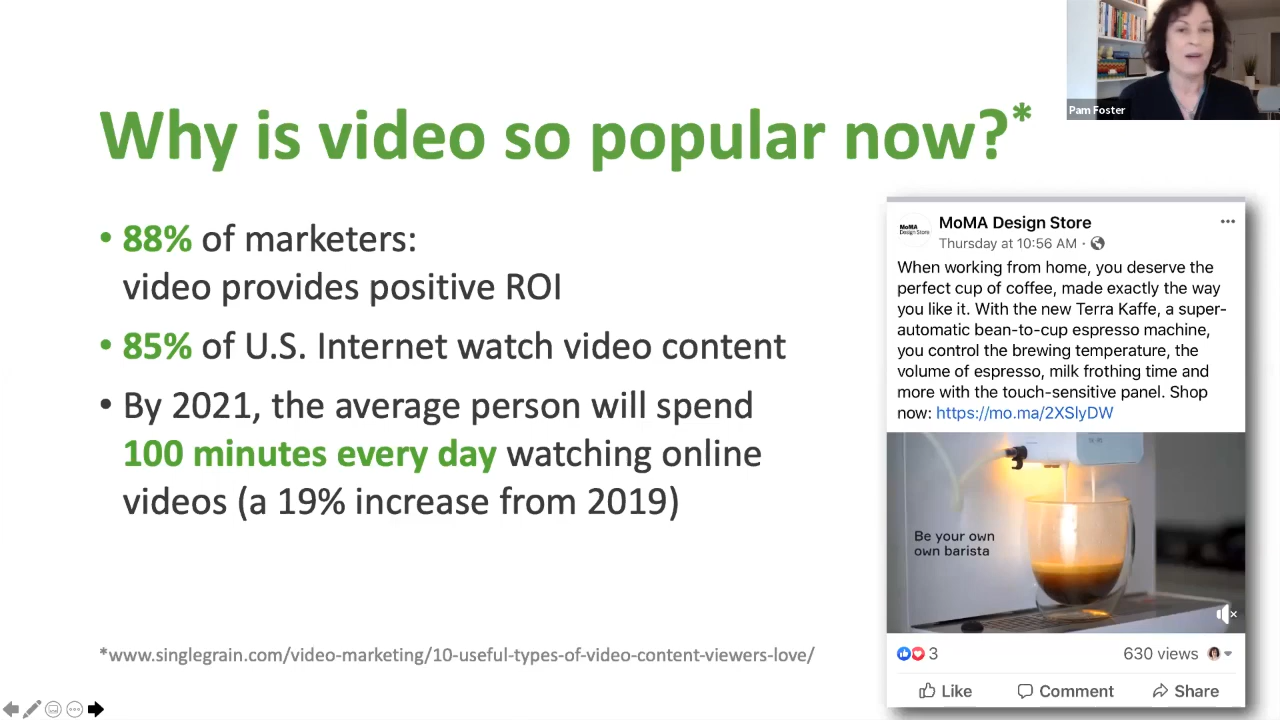 Pam Foster
Why is video so popular now?*
• 88% of marketers:
video provides positive ROI
• 85% of U.S. Internet watch video content
• By 2021, the average person will spend
100 minutes every day watching online
videos (a 19% increase from 2019)
*www.singlegrain.com/video-marketing/10-useful-types-of-video-content-viewers-love/
MoMA
Design Store
MoMA Design Store
Thursday at 10:56 AM ·
When working from home, you deserve the
perfect cup of coffee, made exactly the way
you like it. With the new Terra Kaffe, a super-
automatic bean-to-cup espresso machine,
you control the brewing temperature, the
volume of espresso, milk frothing time and
more with the touch-sensitive panel. Shop
now: https://mo.ma/2XSlyDW
Be your own
own barista
3
630 views
Like
Comment
Share